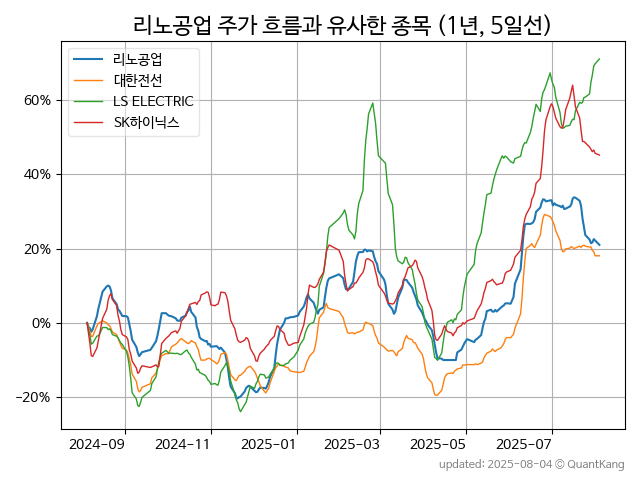 리노공업 주가 흐름과 유사한 종목 (1년, 5일선)
리노공업
대한전선
LS ELECTRIC
SK하이닉스
60%
40%
20%
0%
−20%
2024-09
2024-11
2025-01
2025-03
2025-05
2025-07
updated: 2025-08-04 © QuantKang